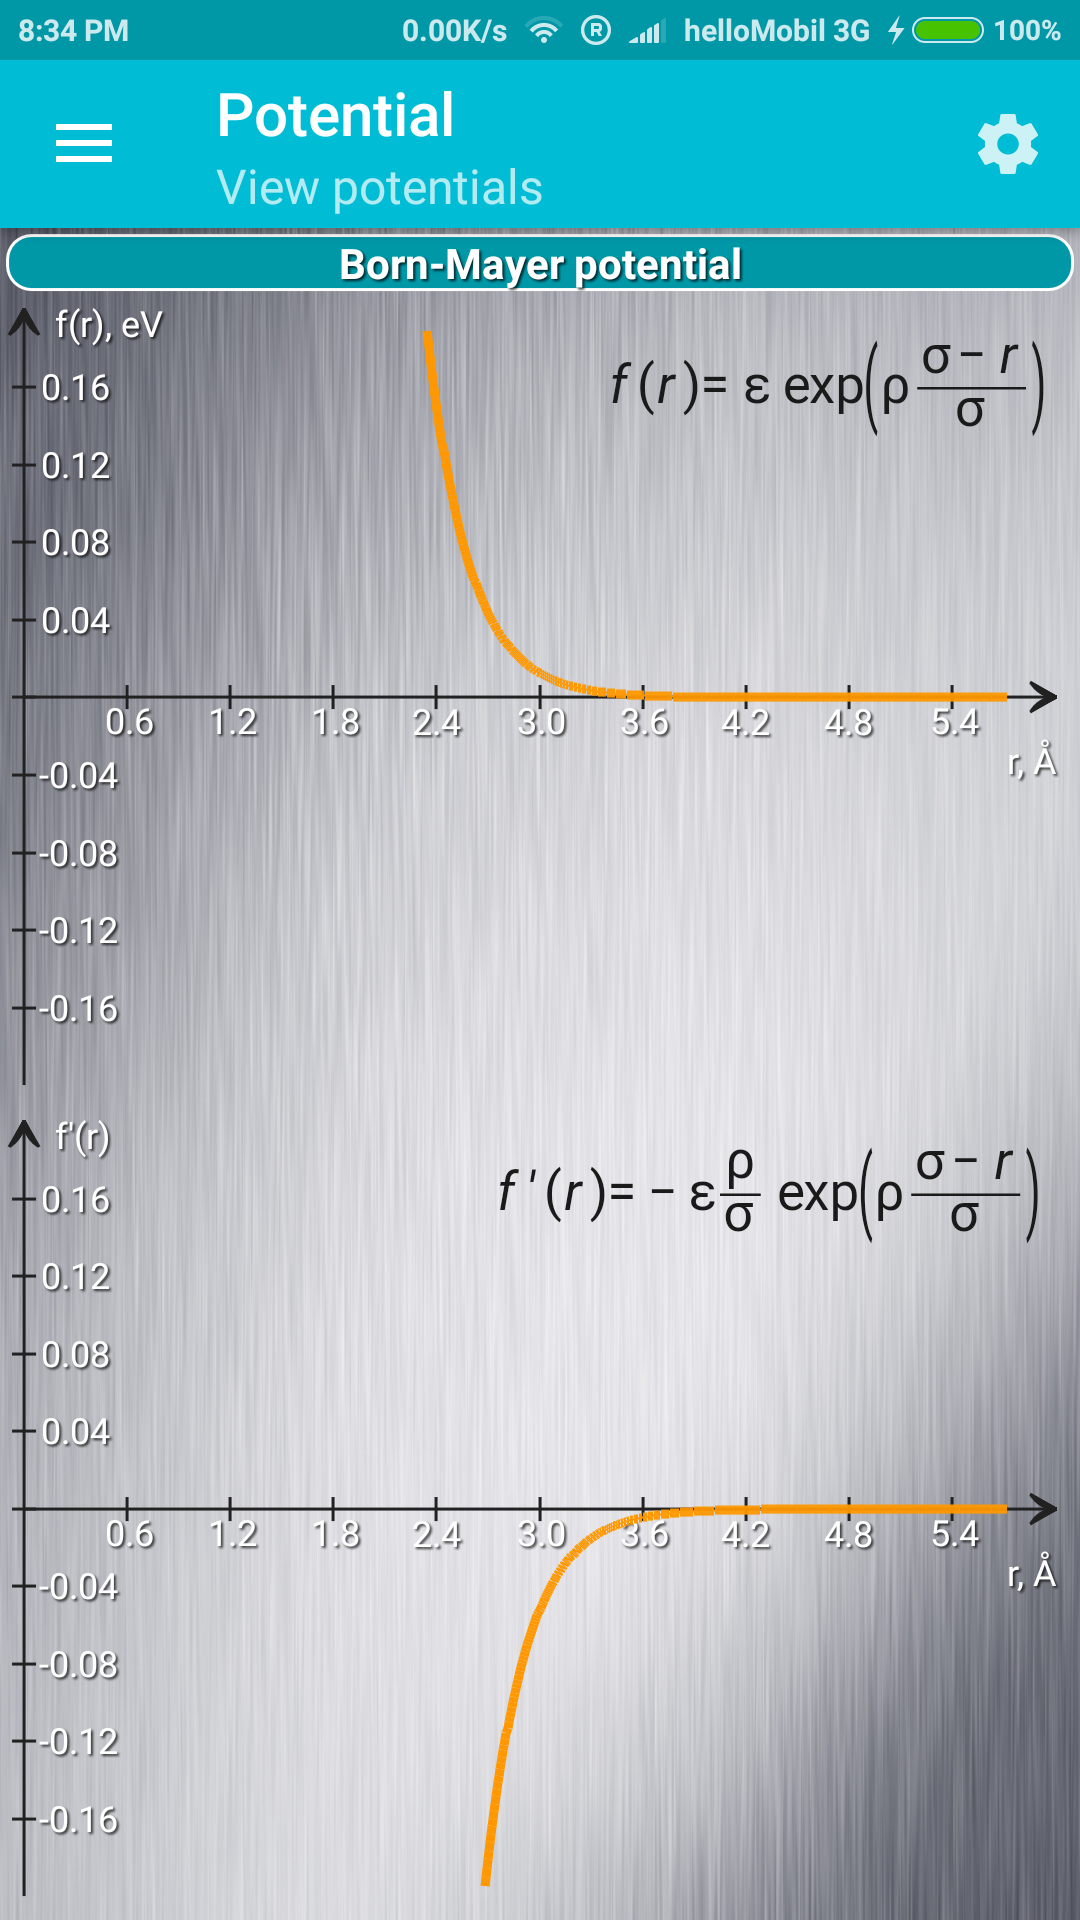 8:34 PM 0.00K/s R helloMobil 3G 100%
Potential
View potentials
Born-Mayer potential
f(r), eV
f(r)= ε exp(ρ (σ− r)/σ)
0.16
0.12
0.08
0.04
0.6 1.2 1.8 2.4 3.0 3.6 4.2 4.8 5.4
r, Å
-0.04
-0.08
-0.12
-0.16
f'(r)
f'(r)= − ε ρ/σ exp(ρ (σ− r)/σ)
0.16
0.12
0.08
0.04
0.6 1.2 1.8 2.4 3.0 3.6 4.2 4.8 5.4
r, Å
-0.04
-0.08
-0.12
-0.16